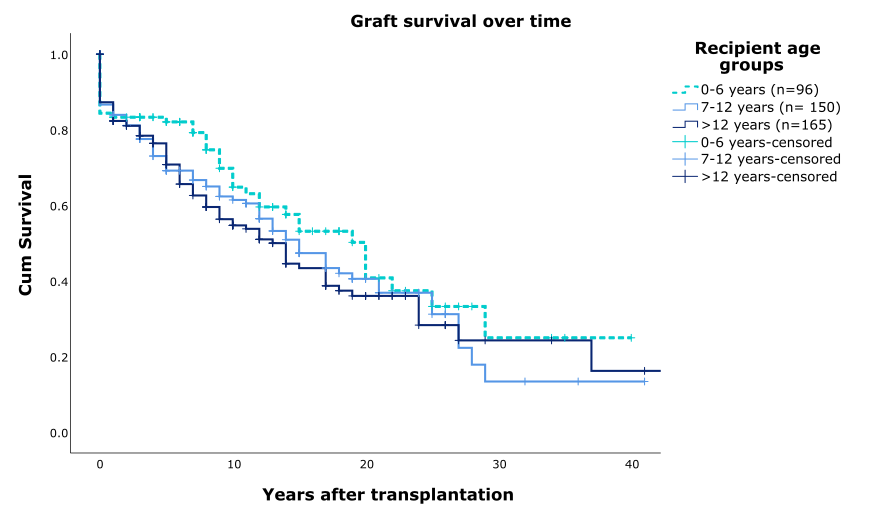 Graft survival over time
Recipient age
groups
0-6 years (n=96)
7-12 years (n= 150)
>12 years (n=165)
0-6 years-censored
7-12 years-censored
>12 years-censored
Cum Survival
1.0
0.8
0.6
0.4
0.2
0.0
0 10 20 30 40
Years after transplantation